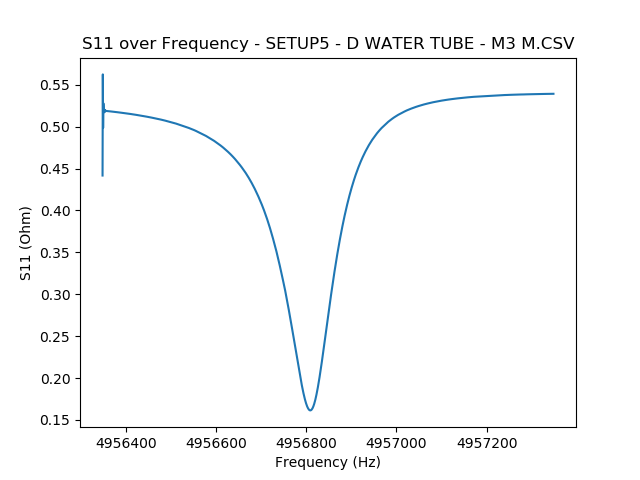 S11 over Frequency - SETUP5 - D WATER TUBE - M3 M.CSV
0.55
0.50
0.45
0.40
0.35
0.30
0.25
0.20
0.15
S11 (Ohm)
4956400 4956600 4956800 4957000 4957200
Frequency (Hz)